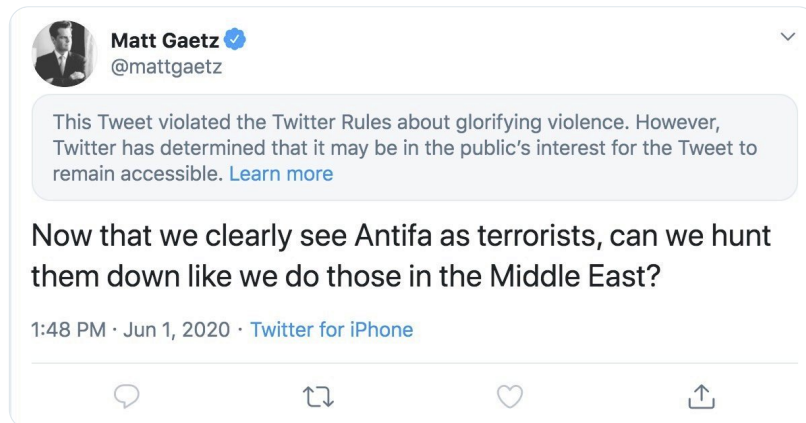 Matt Gaetz
@mattgaetz
This Tweet violated the Twitter Rules about glorifying violence. However,
Twitter has determined that it may be in the public's interest for the Tweet to
remain accessible. Learn more
Now that we clearly see Antifa as terrorists, can we hunt
them down like we do those in the Middle East?
1:48 PM · Jun 1, 2020 · Twitter for iPhone